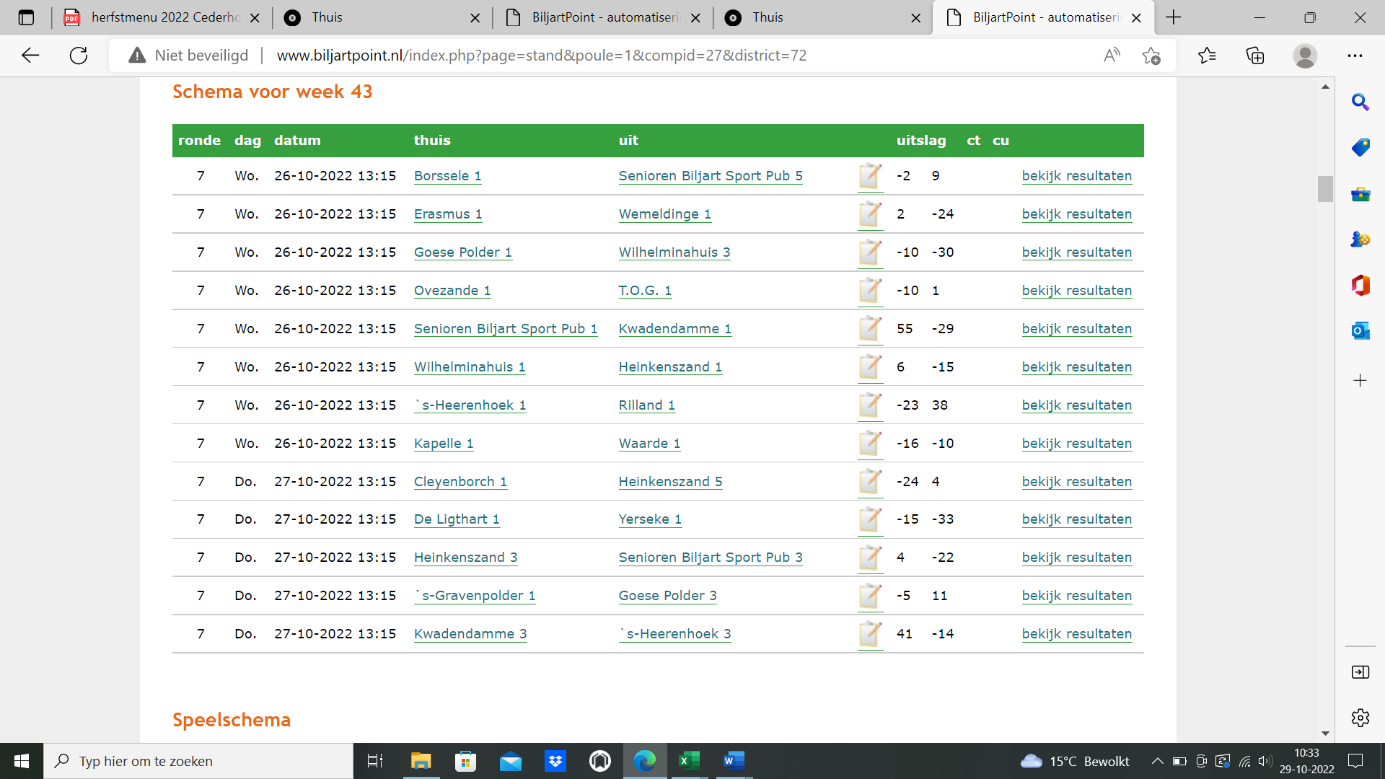 herfstmenu 2022 Cederho
Thuis
BiljartPoint - automatiseri
Thuis
BiljartPoint - automatiseri
Niet beveiligd www.biljartpoint.nl/index.php?page=stand&poule=1&compid=27&district=72
Schema voor week 43
ronde dag datum thuis uit uitslag ct cu
7 Wo. 26-10-2022 13:15 Borssele 1 Senioren Biljart Sport Pub 5 -2 9 bekijk resultaten
7 Wo. 26-10-2022 13:15 Erasmus 1 Wemeldinge 1 2 -24 bekijk resultaten
7 Wo. 26-10-2022 13:15 Goese Polder 1 Wilhelminahuis 3 -10 -30 bekijk resultaten
7 Wo. 26-10-2022 13:15 Ovezande 1 T.O.G. 1 -10 1 bekijk resultaten
7 Wo. 26-10-2022 13:15 Senioren Biljart Sport Pub 1 Kwadendamme 1 55 -29 bekijk resultaten
7 Wo. 26-10-2022 13:15 Wilhelminahuis 1 Heinkenszand 1 6 -15 bekijk resultaten
7 Wo. 26-10-2022 13:15 `s-Heerenhoek 1 Rilland 1 -23 38 bekijk resultaten
7 Wo. 26-10-2022 13:15 Kapelle 1 Waarde 1 -16 -10 bekijk resultaten
7 Do. 27-10-2022 13:15 Cleyenborch 1 Heinkenszand 5 -24 4 bekijk resultaten
7 Do. 27-10-2022 13:15 De Ligthart 1 Yerseke 1 -15 -33 bekijk resultaten
7 Do. 27-10-2022 13:15 Heinkenszand 3 Senioren Biljart Sport Pub 3 4 -22 bekijk resultaten
7 Do. 27-10-2022 13:15 `s-Gravenpolder 1 Goese Polder 3 -5 11 bekijk resultaten
7 Do. 27-10-2022 13:15 Kwadendamme 3 `s-Heerenhoek 3 41 -14 bekijk resultaten
Speelschema
Typ hier om te zoeken
15°C Bewolkt
10:33
29-10-2022